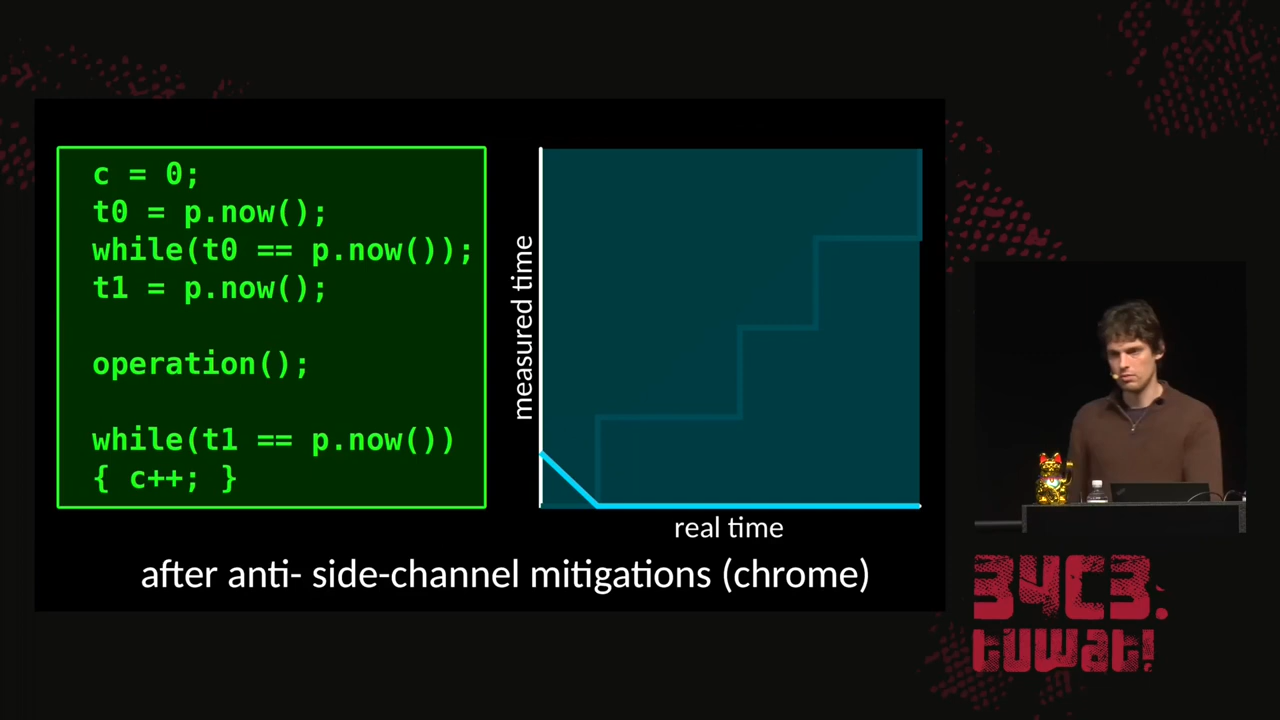 c = 0;
t0 = p.now();
while(t0 == p.now());
t1 = p.now();
operation();
while(t1 == p.now())
{ c++; }
measured time
real time
after anti- side-channel mitigations (chrome)
34C3.
tuwat!